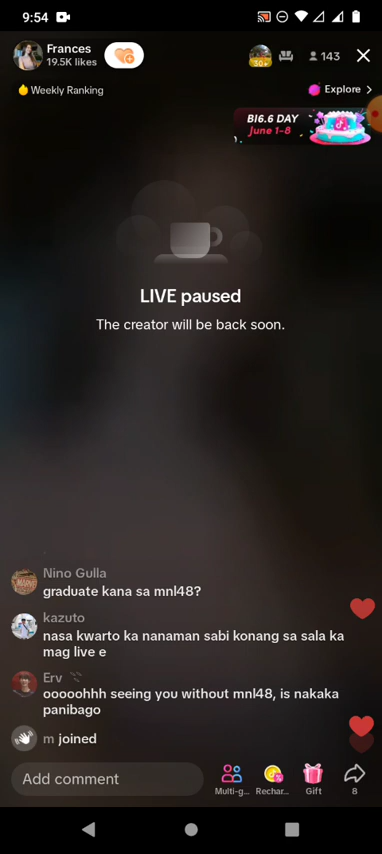 9:54
Frances
19.5K likes
30+
143
Weekly Ranking
Explore
BI6.6 DAY
June 1-8
LIVE paused
The creator will be back soon.
Nino Gulla
graduate kana sa mnl48?
kazuto
nasa kwarto ka nanaman sabi konang sa sala ka
mag live e
Erv
ooooohhh seeing you without mnl48, is nakaka
panibago
m joined
Add comment
Multi-g...
Rechar...
Gift
8